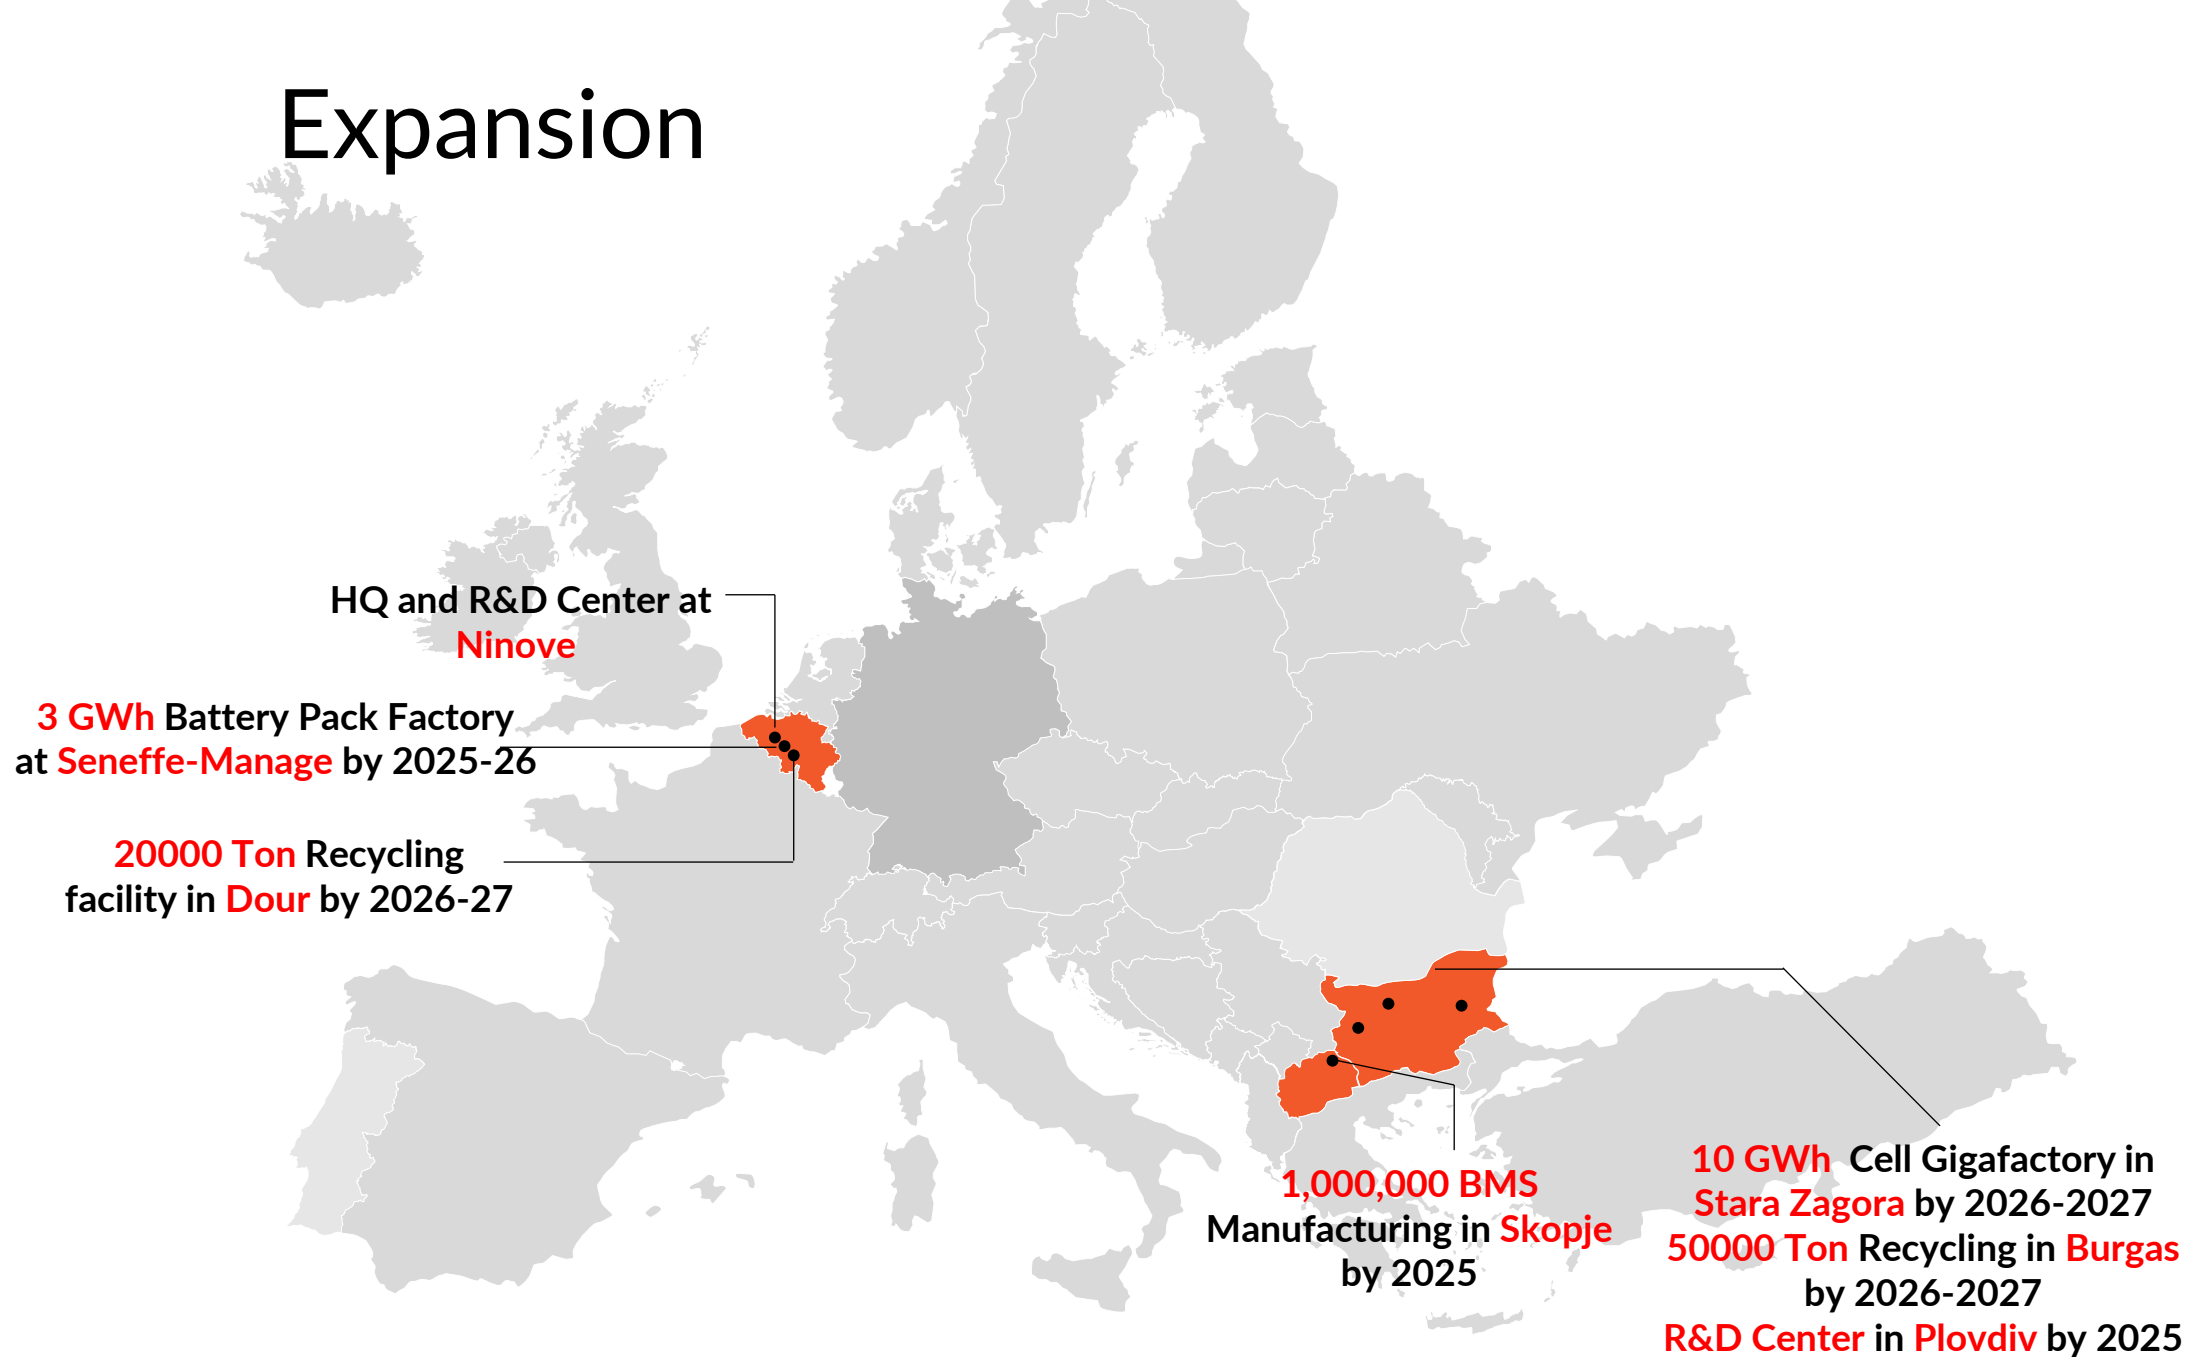 Expansion
HQ and R&D Center at
Ninove
3 GWh Battery Pack Factory
at Seneffe-Manage by 2025-26
20000 Ton Recycling
facility in Dour by 2026-27
1,000,000 BMS
Manufacturing in Skopje
by 2025
10 GWh Cell Gigafactory in
Stara Zagora by 2026-2027
50000 Ton Recycling in Burgas
by 2026-2027
R&D Center in Plovdiv by 2025